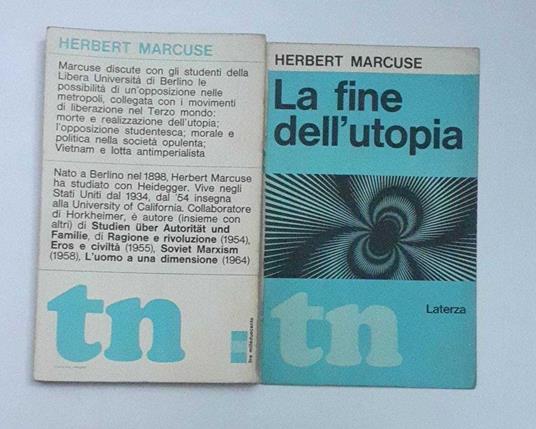 HERBERT MARCUSE
Marcuse discute con gli studenti della
Libera Università di Berlino le
possibilità di un'opposizione nelle
metropoli, collegata con i movimenti
di liberazione nel Terzo mondo:
morte e realizzazione dell'utopia;
l'opposizione studentesca; morale e
politica nella società opulenta;
Vietnam e lotta antimperialista
Nato a Berlino nel 1898, Herbert Marcuse
ha studiato con Heidegger. Vive negli
Stati Uniti dal 1934, dal '54 insegna
alla University of California. Collaboratore
di Horkheimer, è autore (insieme con
altri) di Studien über Autorität und
Familie, di Ragione e rivoluzione (1954),
Eros e civiltà (1955), Soviet Marxism
(1958), L'uomo a una dimensione (1964)
tn
lire milleduecento
HERBERT MARCUSE
La fine
dell'utopia
Laterza
tn